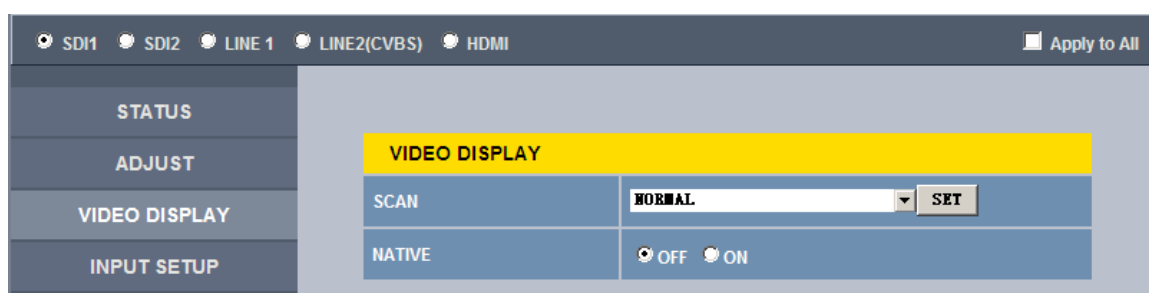 SDI1 SDI2 LINE 1 LINE2(CVBS) HDMI Apply to All
STATUS
ADJUST
VIDEO DISPLAY
INPUT SETUP
VIDEO DISPLAY
SCAN NORMAL SET
NATIVE OFF ON